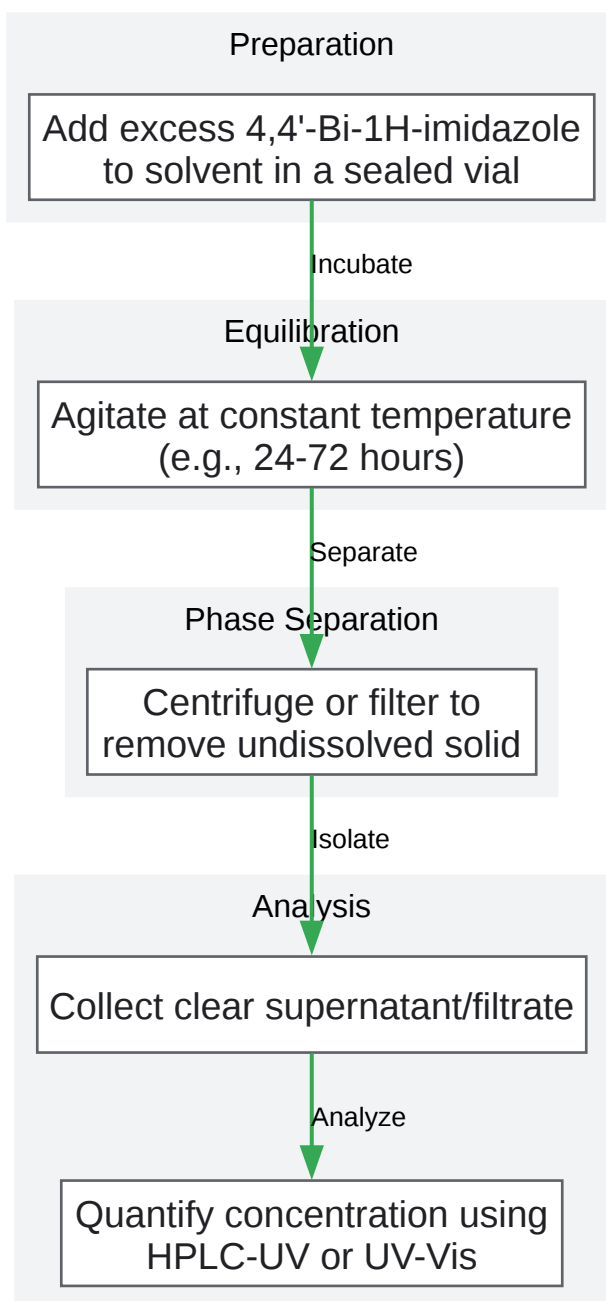 Preparation
Add excess 4,4'-Bi-1H-imidazole
to solvent in a sealed vial
Incubate
Equilibration
Agitate at constant temperature
(e.g., 24-72 hours)
Separate
Phase Separation
Centrifuge or filter to
remove undissolved solid
Isolate
Analysis
Collect clear supernatant/filtrate
Analyze
Quantify concentration using
HPLC-UV or UV-Vis